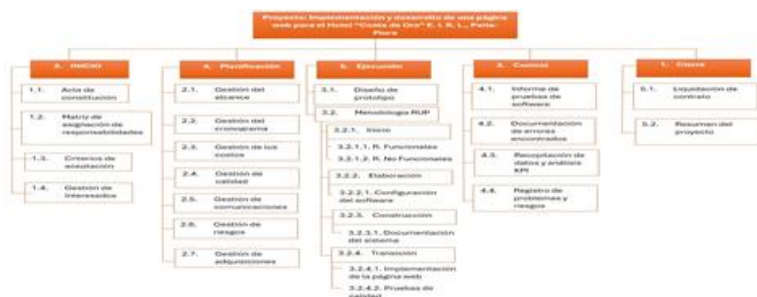 Proyecto: Implementación y desarrollo de una página
web para el Hotel "Costa de Oro" E. I. R. L., Paita-
Piura
2. INICIO
1.1. Acta de
constitución
1.2. Matriz de
asignación de
responsabilidades
1.3. Criterios de
aceptación
1.4. Gestión de
interesados
4. Planificación
2.1. Gestión del
alcance
2.2. Gestión del
cronograma
2.3. Gestión de los
costos
2.4. Gestión de
calidad
2.5. Gestión de
comunicaciones
2.6. Gestión de
riesgos
2.7. Gestión de
adquisiciones
5. Ejecución
3.1. Diseño de
prototipo
3.2. Metodología RUP
3.2.1. Inicio
3.2.1.1. R. Funcionales
3.2.1.2. R. No Funcionales
3.2.2. Elaboración
3.2.2.1. Configuración
del software
3.2.3. Construcción
3.2.3.1. Documentación
del sistema
3.2.4. Transición
3.2.4.1. Implementación
de la página web
3.2.4.2. Pruebas de
calidad
Control
4.1. Informe de
pruebas de
software
4.2. Documentación
de errores
encontrados
4.3. Recopilación de
datos y análisis
KPI
4.4. Registro de
problemas y
riesgos
1. Cierre
5.1. Liquidación de
contrato
5.2. Resumen del
proyecto